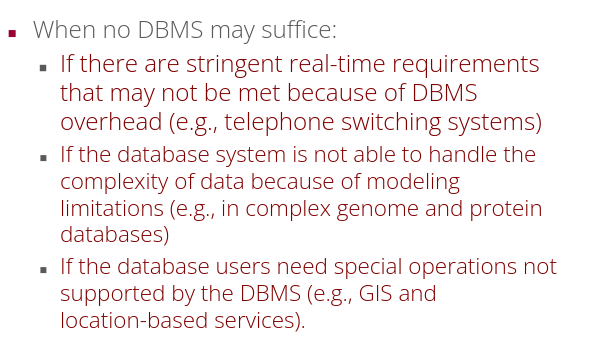 When no DBMS may suffice:
If there are stringent real-time requirements
that may not be met because of DBMS
overhead (e.g., telephone switching systems)
If the database system is not able to handle the
complexity of data because of modeling
limitations (e.g., in complex genome and protein
databases)
If the database users need special operations not
supported by the DBMS (e.g., GIS and
location-based services).